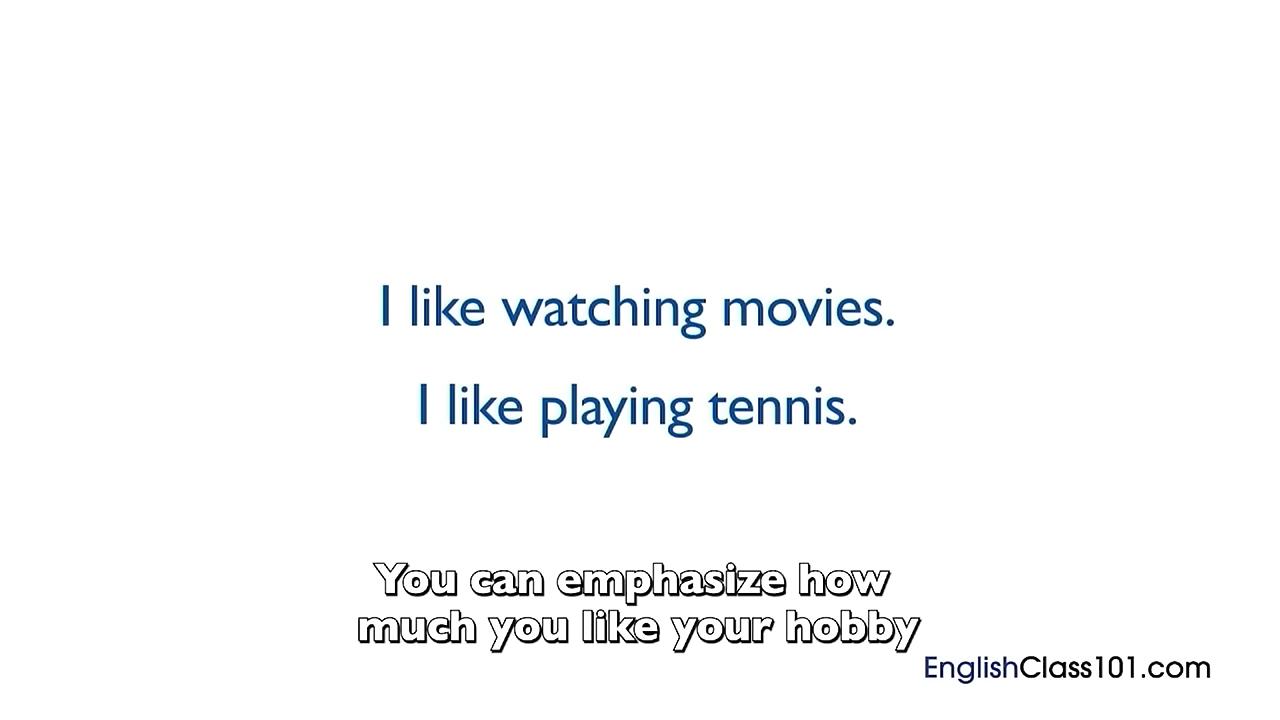 I like watching movies.
I like playing tennis.
You can emphasize how
much you like your hobby
EnglishClass101.com